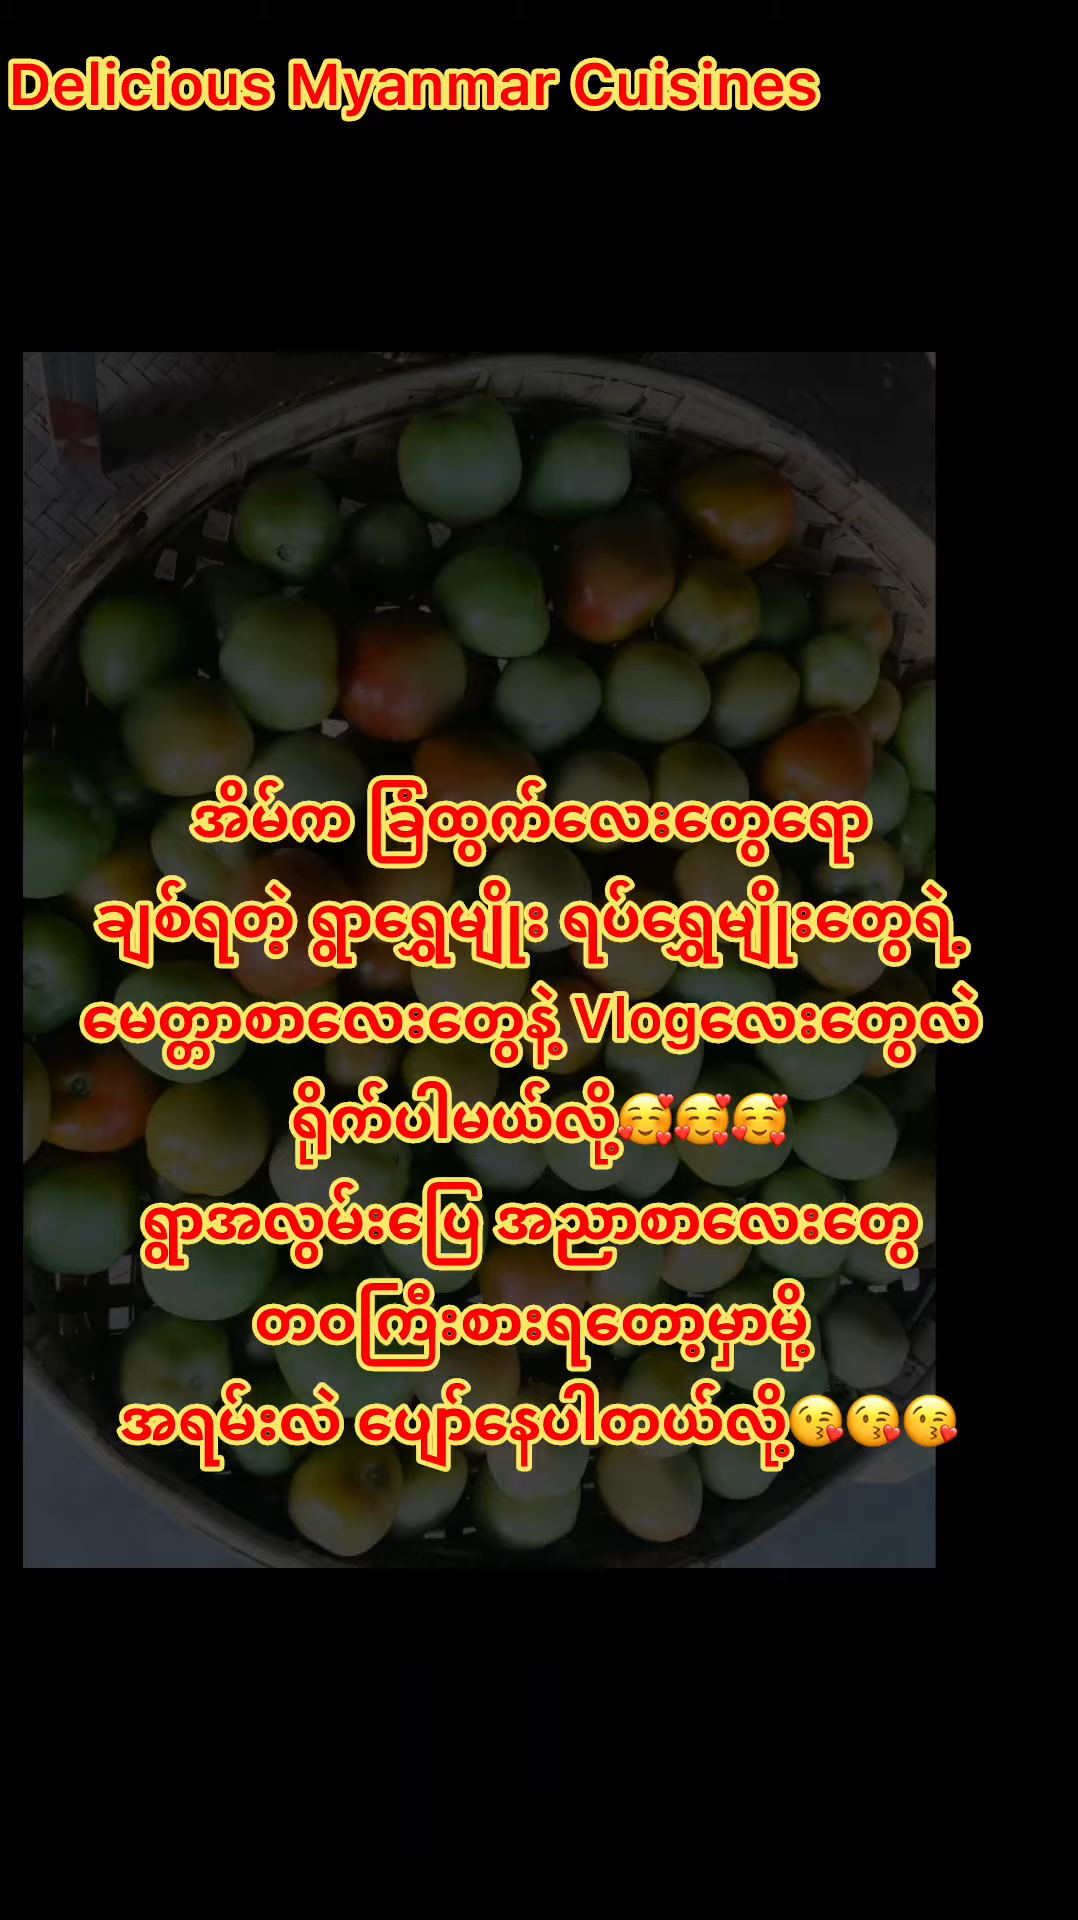 Delicious Myanmar Cuisines
အိမ်က ခြံထွက်လေးတွေရော
ချစ်ရတဲ့ ရွာရွှေမျိုး ရပ်ရွှေမျိုးတွေရဲ့
မေတ္တာစာလေးတွေနဲ့ Vlogလေးတွေလဲ
ရိုက်ပါမယ်လို့🥰🥰🥰
ရွာအလွမ်းပြေ အညာစာလေးတွေ
တဝကြီးစားရတော့မှာမို့
အရမ်းလဲ ပျော်နေပါတယ်လို့😘😘😘